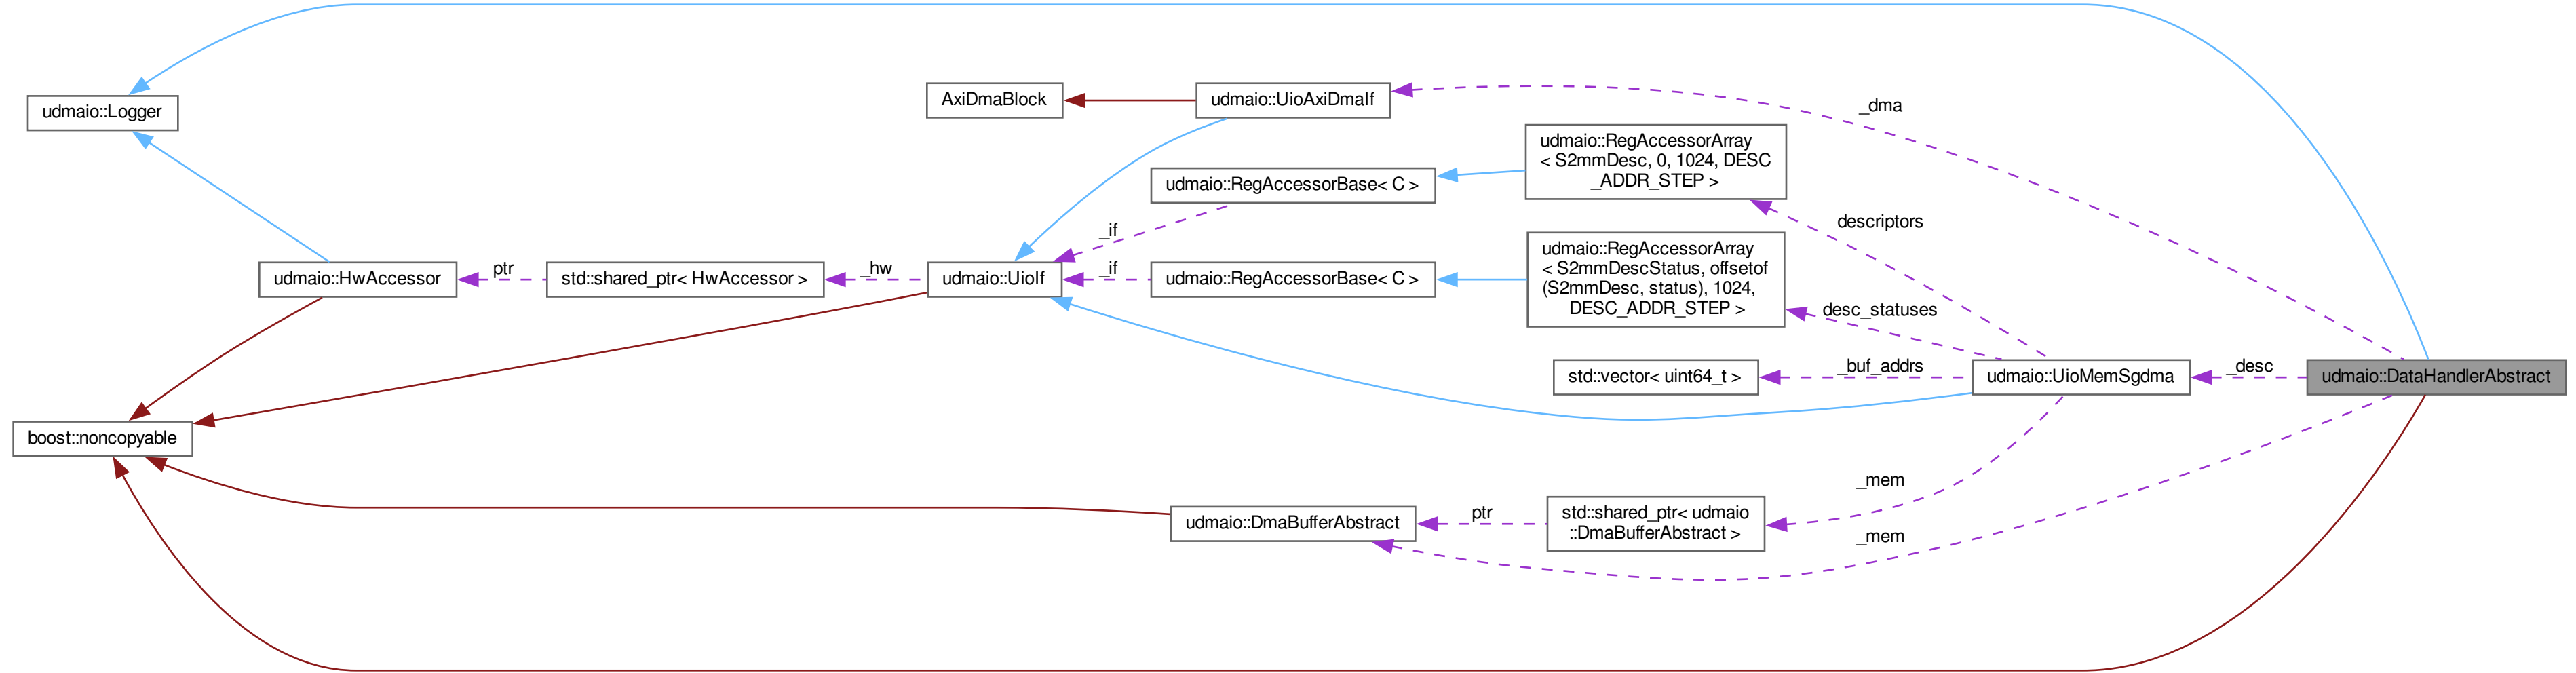 _dma
AxiDmaBlock
udmaio::UioAxiDmaIf
udmaio::Logger
udmaio::RegAccessorArray
< S2mmDesc, 0, 1024, DESC
_ADDR_STEP >
udmaio::RegAccessorBase< C >
descriptors
_if
udmaio::RegAccessorArray
< S2mmDescStatus, offsetof
(S2mmDesc, status), 1024,
DESC_ADDR_STEP >
udmaio::HwAccessor
ptr
std::shared_ptr< HwAccessor >
_hw
udmaio::UioIf
_if
udmaio::RegAccessorBase< C >
desc_statuses
std::vector< uint64_t >
_buf_addrs
udmaio::UioMemSgdma
_desc
udmaio::DataHandlerAbstract
boost::noncopyable
_mem
udmaio::DmaBufferAbstract
ptr
std::shared_ptr< udmaio
::DmaBufferAbstract >
_mem